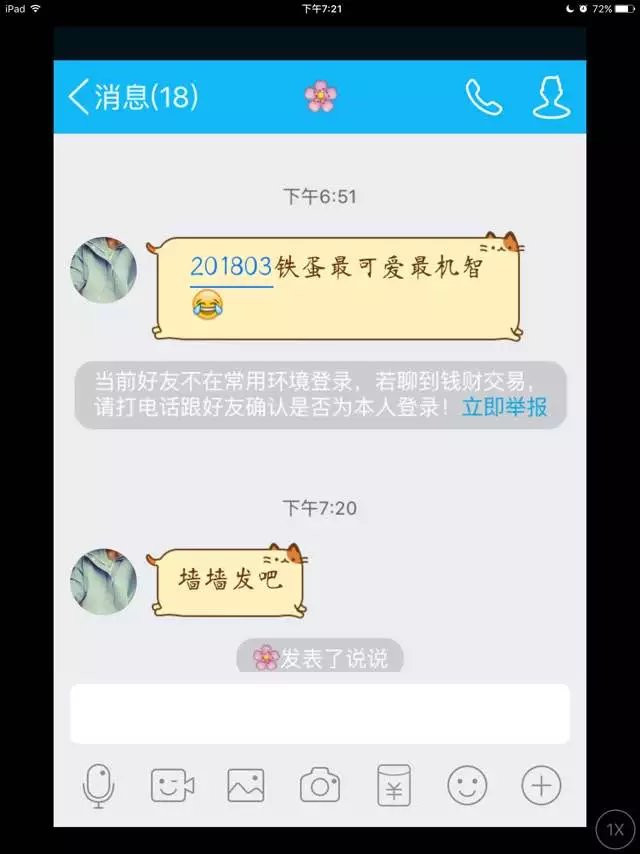 iPad 下午7:21 72%
消息(18)
下午6:51
201803铁蛋最可爱最机智
当前好友不在常用环境登录，若聊到钱财交易，
请打电话跟好友确认是否为本人登录！立即举报
下午7:20
墙墙发吧
发表了说说
1X